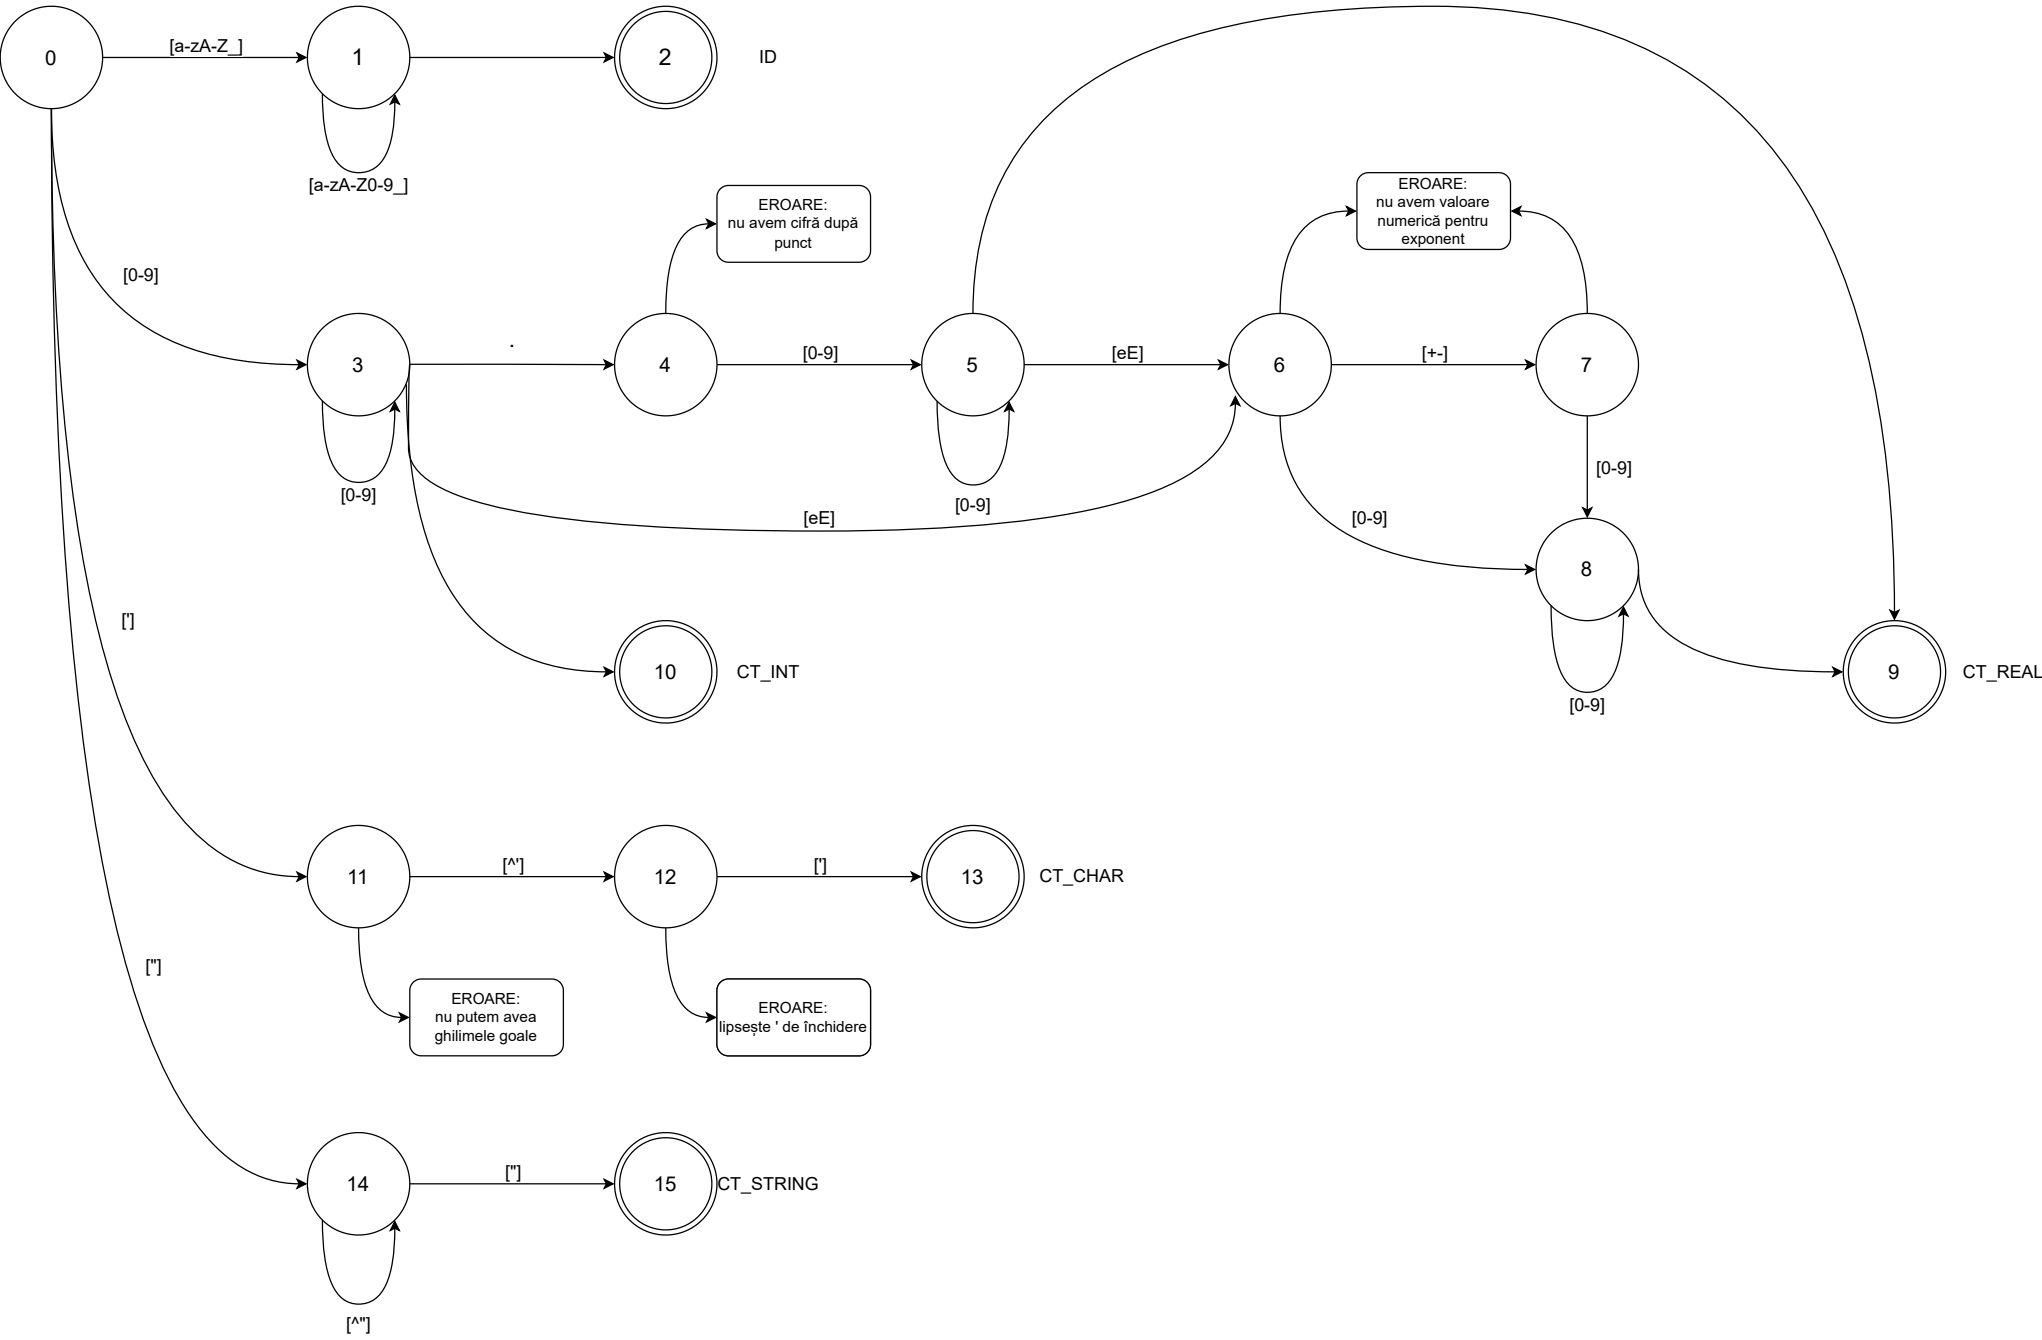 0
[a-zA-Z_]
1
2
ID
[a-zA-Z0-9_]
EROARE:
nu avem cifră după
punct
EROARE:
nu avem valoare
numerică pentru
exponent
[0-9]
3
.
4
[0-9]
5
[eE]
6
[+-]
7
[0-9]
[0-9]
[eE]
[0-9]
[0-9]
8
[']
10
CT_INT
[0-9]
9
CT_REAL
11
[^']
12
[']
13
CT_CHAR
["]
EROARE:
nu putem avea
ghilimele goale
EROARE:
lipsește ' de închidere
14
["]
15
CT_STRING
[^"]